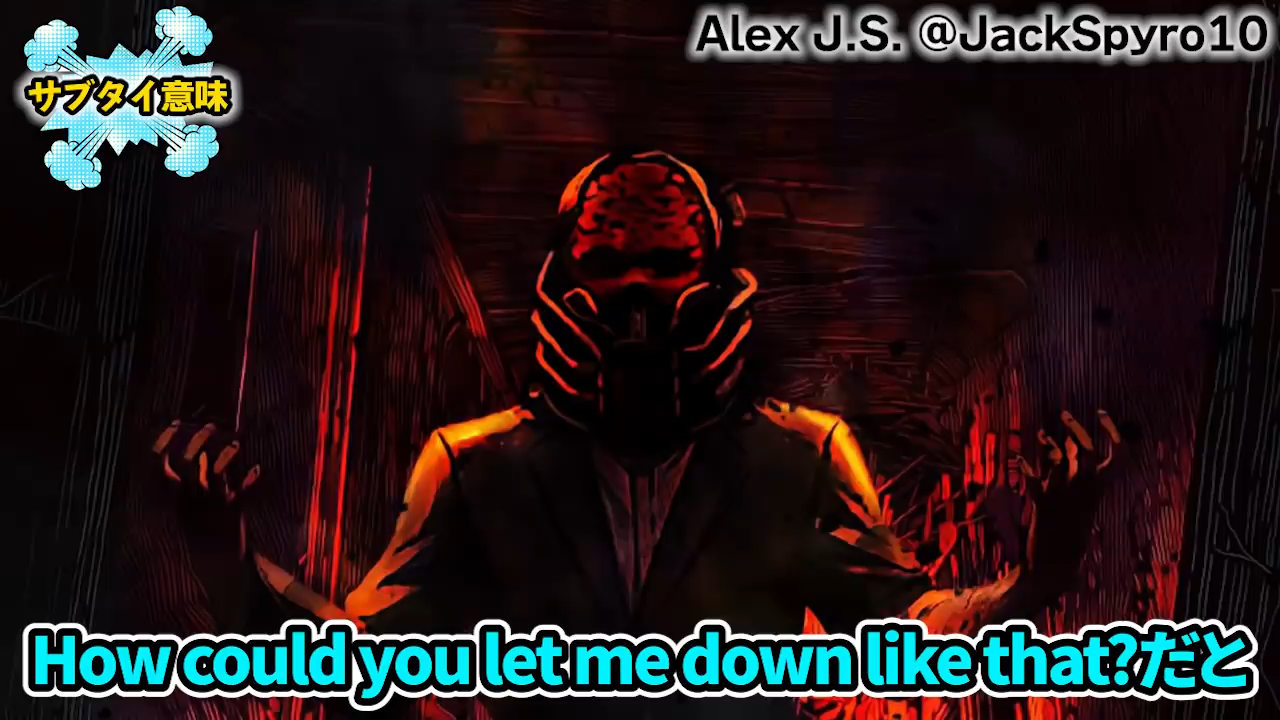 Alex J.S. @JackSpyro10
サブタイ意味
How could you let me down like that?だと